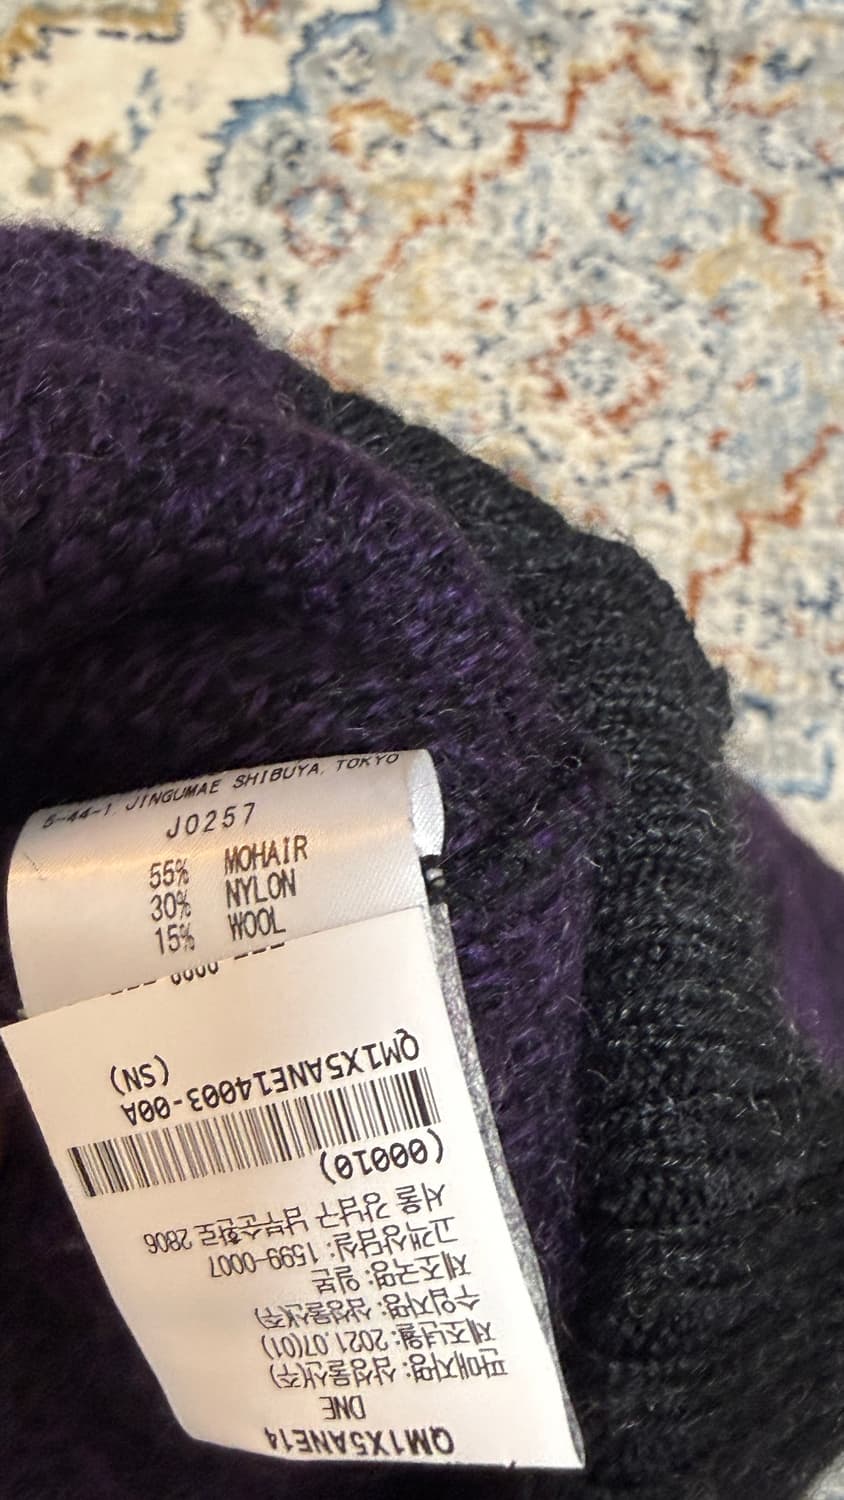 5-44-1, JINGUMAE SHIBUYA, TOKYO
J0257
55% MOHAIR
30% NYLON
15% WOOL
QM1X5ANE14
DNE
판매자명: 삼성물산(주)
제조년월: 2021.07(01)
수입자명: 삼성물산(주)
제조국명: 일본
고객상담실: 1599-0007
서울 강남구 남부순환로 2806
(00010)
QM1X5ANE14003-00A
(SN)